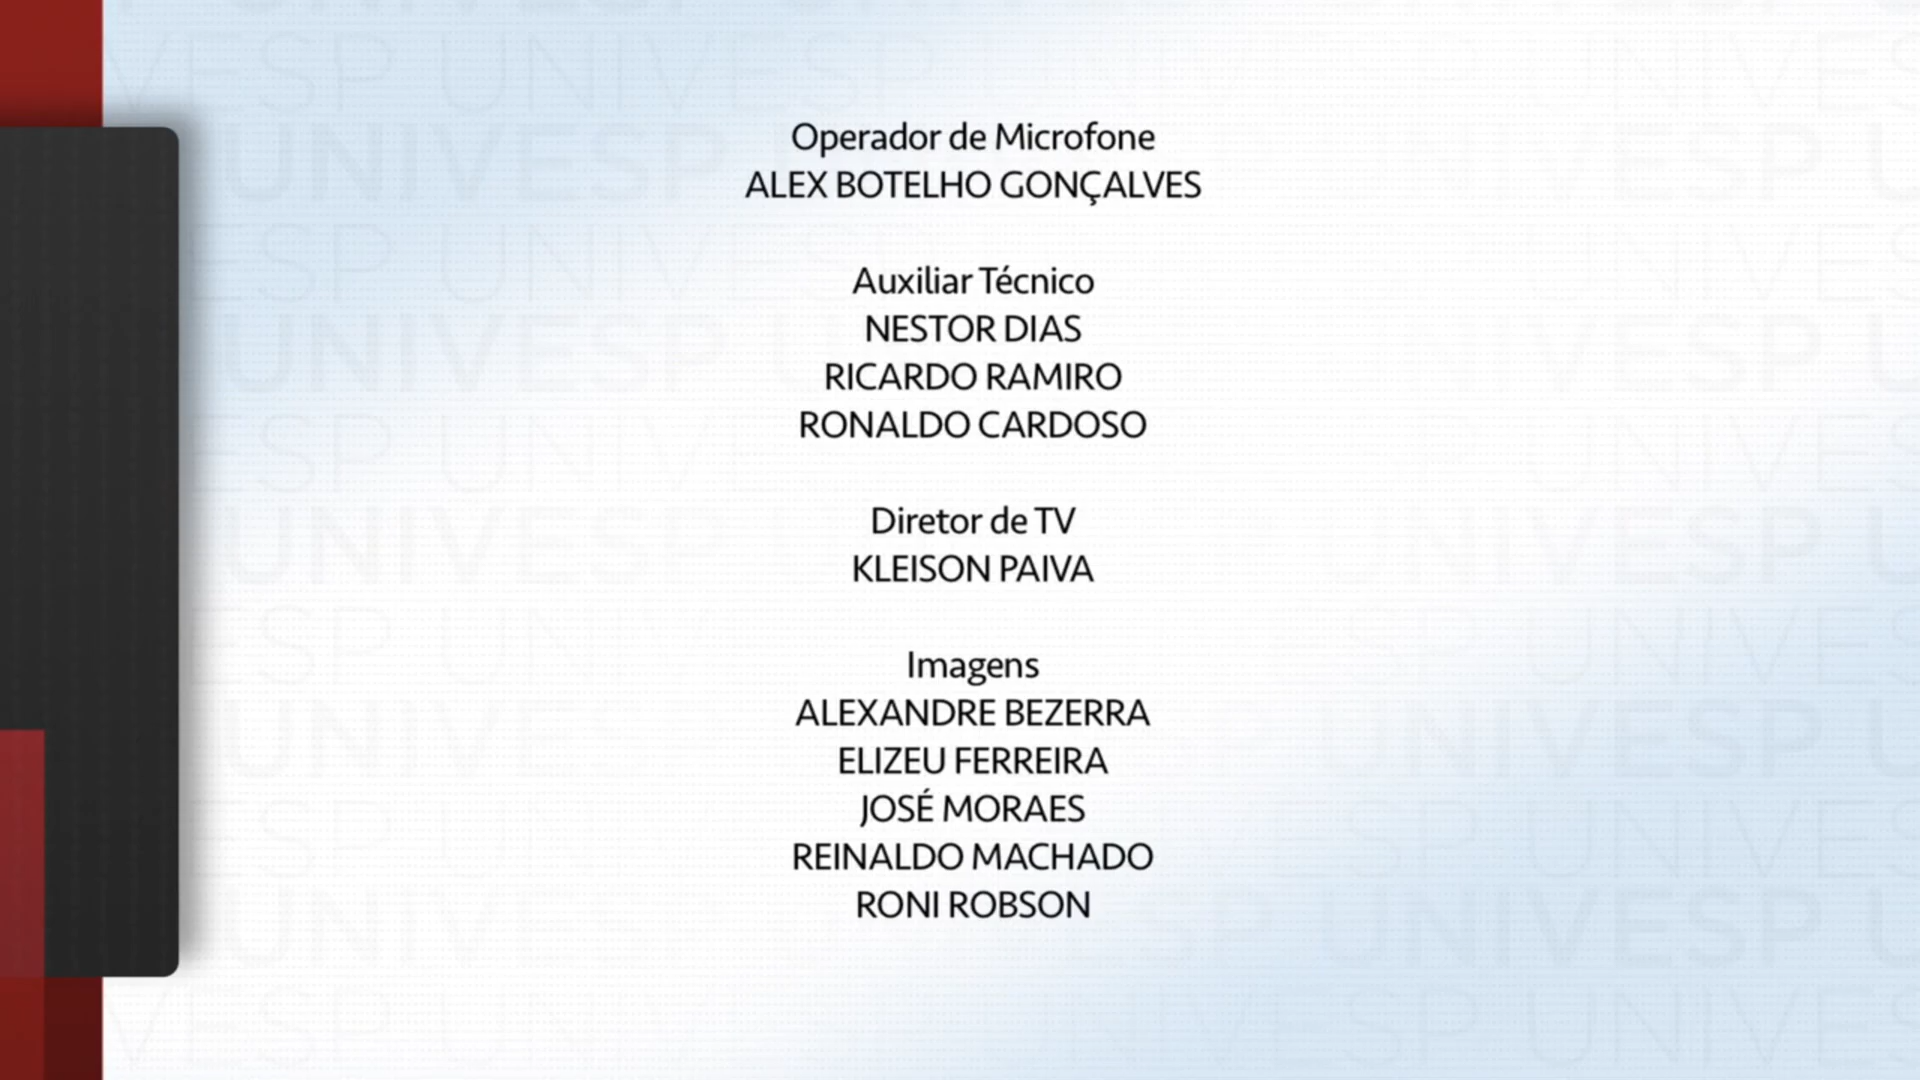 Operador de Microfone
ALEX BOTELHO GONÇALVES
Auxiliar Técnico
NESTOR DIAS
RICARDO RAMIRO
RONALDO CARDOSO
Diretor de TV
KLEISON PAIVA
Imagens
ALEXANDRE BEZERRA
ELIZEU FERREIRA
JOSÉ MORAES
REINALDO MACHADO
RONI ROBSON